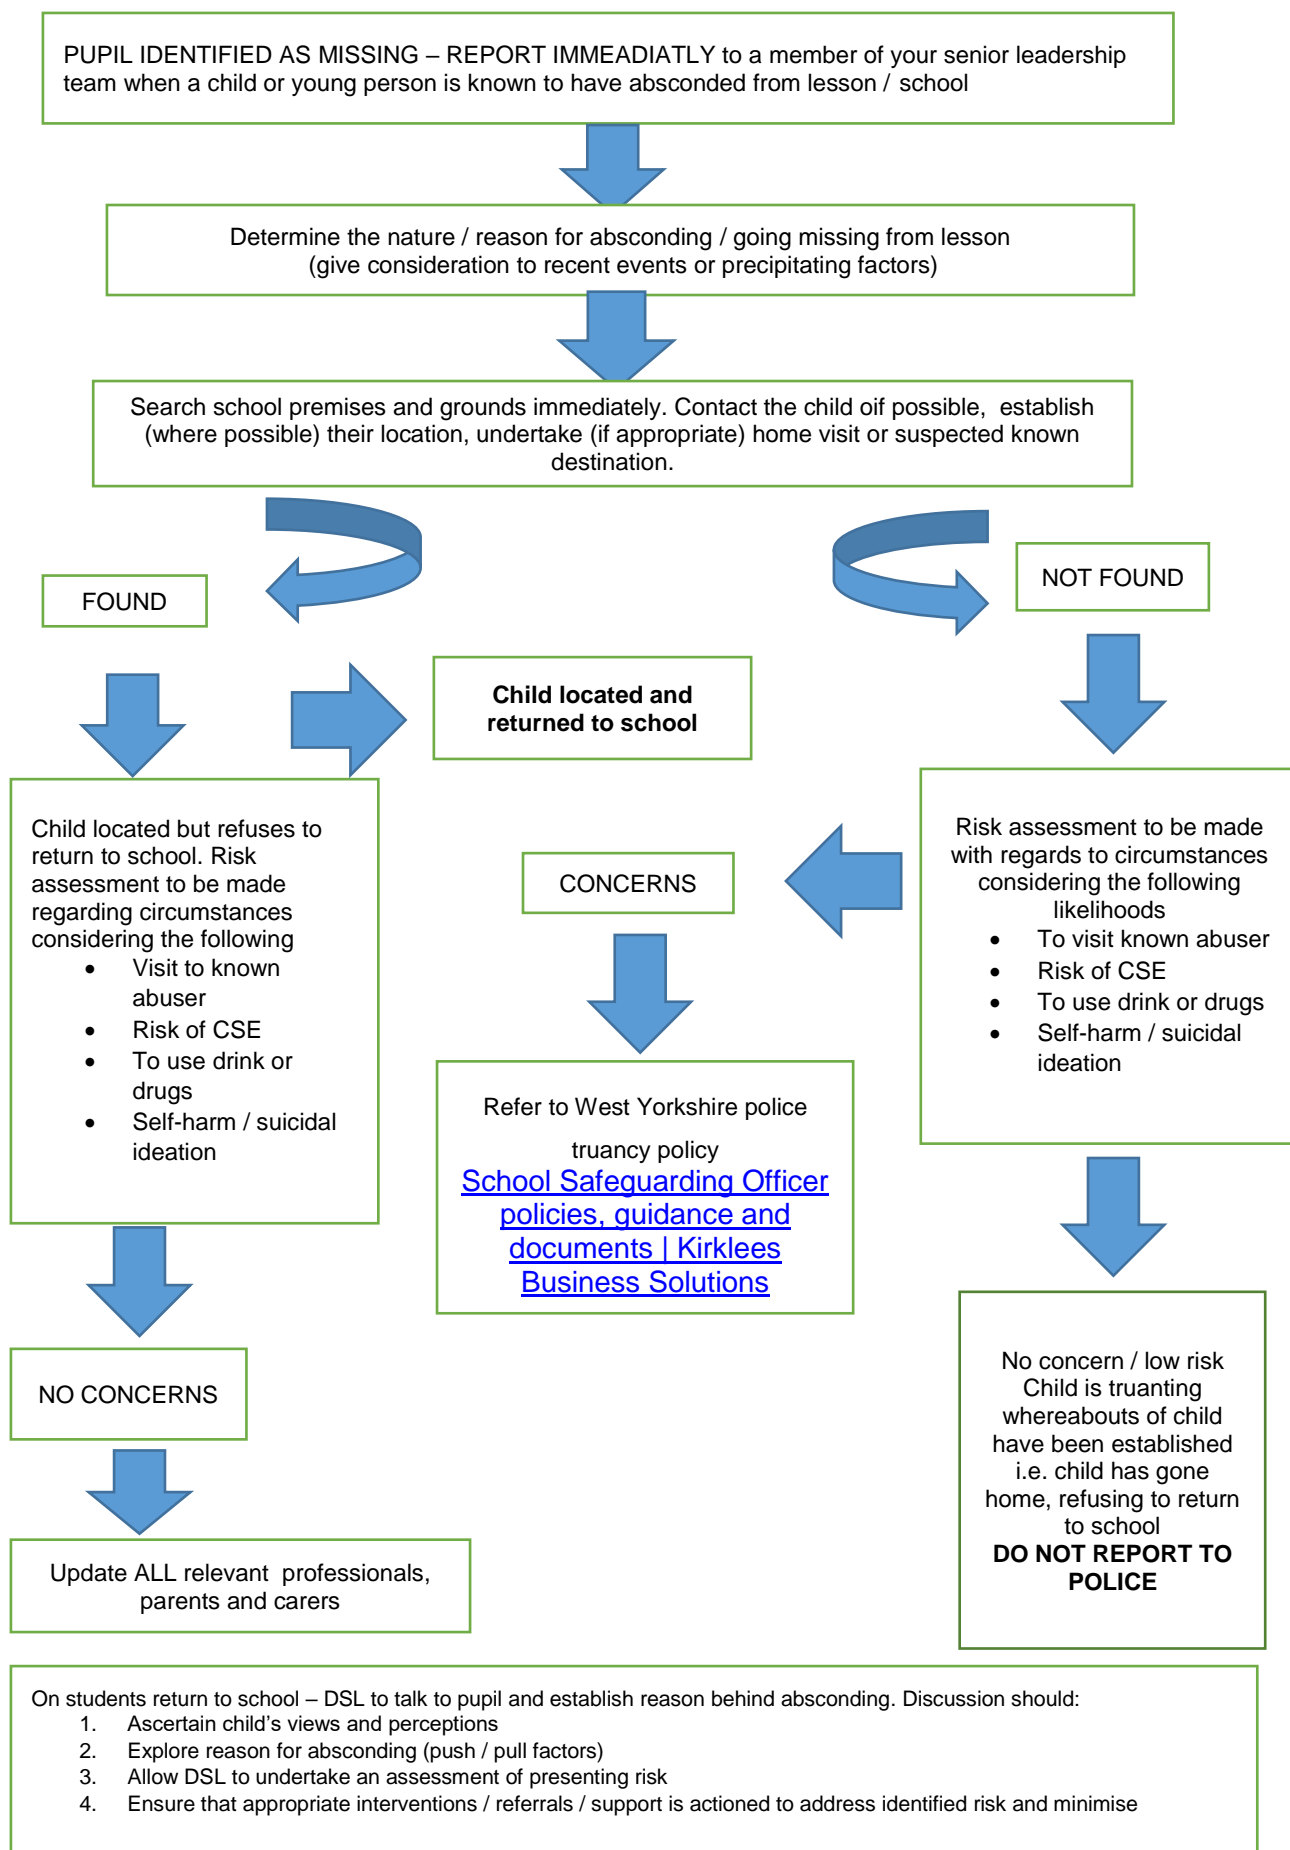 PUPIL IDENTIFIED AS MISSING – REPORT IMMEADIATLY to a member of your senior leadership
team when a child or young person is known to have absconded from lesson / school
Determine the nature / reason for absconding / going missing from lesson
(give consideration to recent events or precipitating factors)
Search school premises and grounds immediately. Contact the child oif possible, establish
(where possible) their location, undertake (if appropriate) home visit or suspected known
destination.
FOUND
NOT FOUND
Child located and
returned to school
Child located but refuses to
return to school. Risk
assessment to be made
regarding circumstances
considering the following
• Visit to known
abuser
• Risk of CSE
• To use drink or
drugs
• Self-harm / suicidal
ideation
CONCERNS
Risk assessment to be made
with regards to circumstances
considering the following
likelihoods
• To visit known abuser
• Risk of CSE
• To use drink or drugs
• Self-harm / suicidal
ideation
Refer to West Yorkshire police
truancy policy
School Safeguarding Officer
policies, guidance and
documents | Kirklees
Business Solutions
NO CONCERNS
No concern / low risk
Child is truanting
whereabouts of child
have been established
i.e. child has gone
home, refusing to return
to school
DO NOT REPORT TO
POLICE
Update ALL relevant professionals,
parents and carers
On students return to school – DSL to talk to pupil and establish reason behind absconding. Discussion should:
1. Ascertain child’s views and perceptions
2. Explore reason for absconding (push / pull factors)
3. Allow DSL to undertake an assessment of presenting risk
4. Ensure that appropriate interventions / referrals / support is actioned to address identified risk and minimise